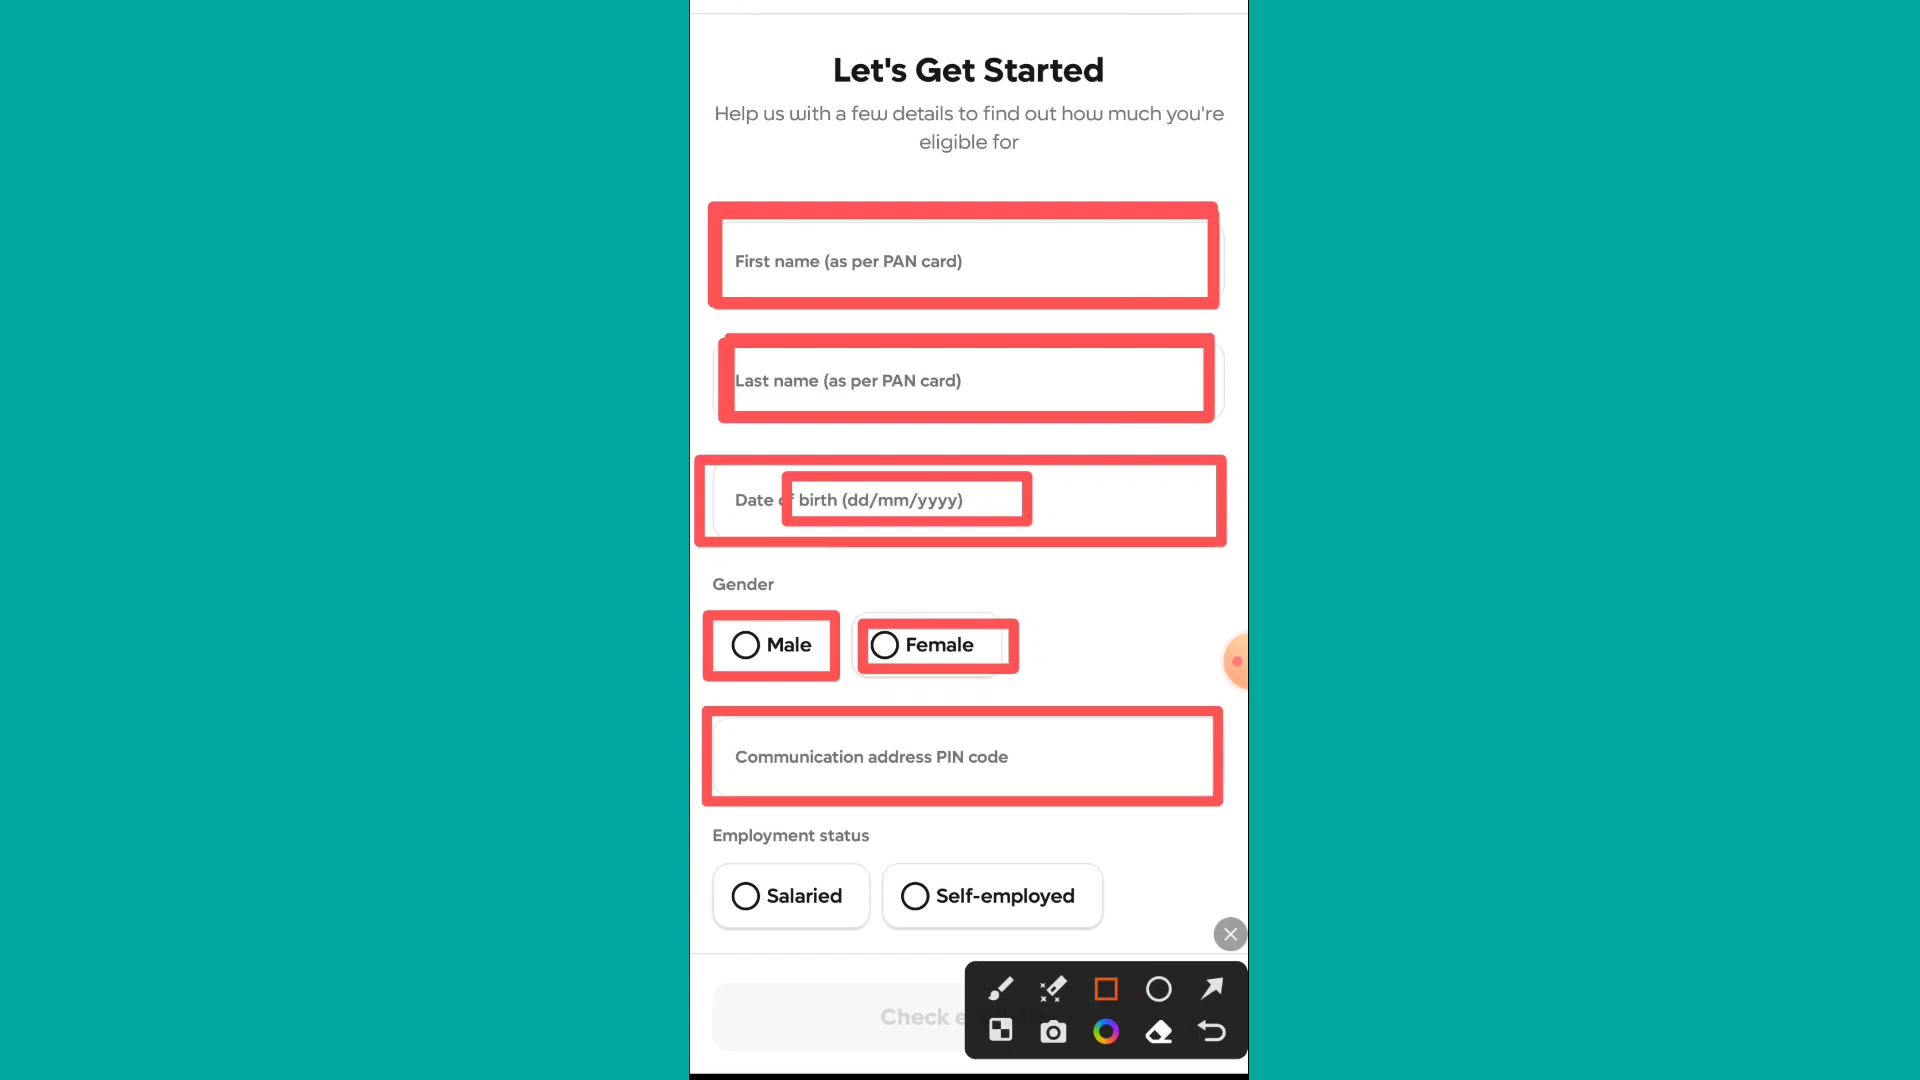 Let's Get Started
Help us with a few details to find out how much you're
eligible for
First name (as per PAN card)
Last name (as per PAN card)
Date of birth (dd/mm/yyyy)
Gender
Male
Female
Communication address PIN code
Employment status
Salaried
Self-employed
Check